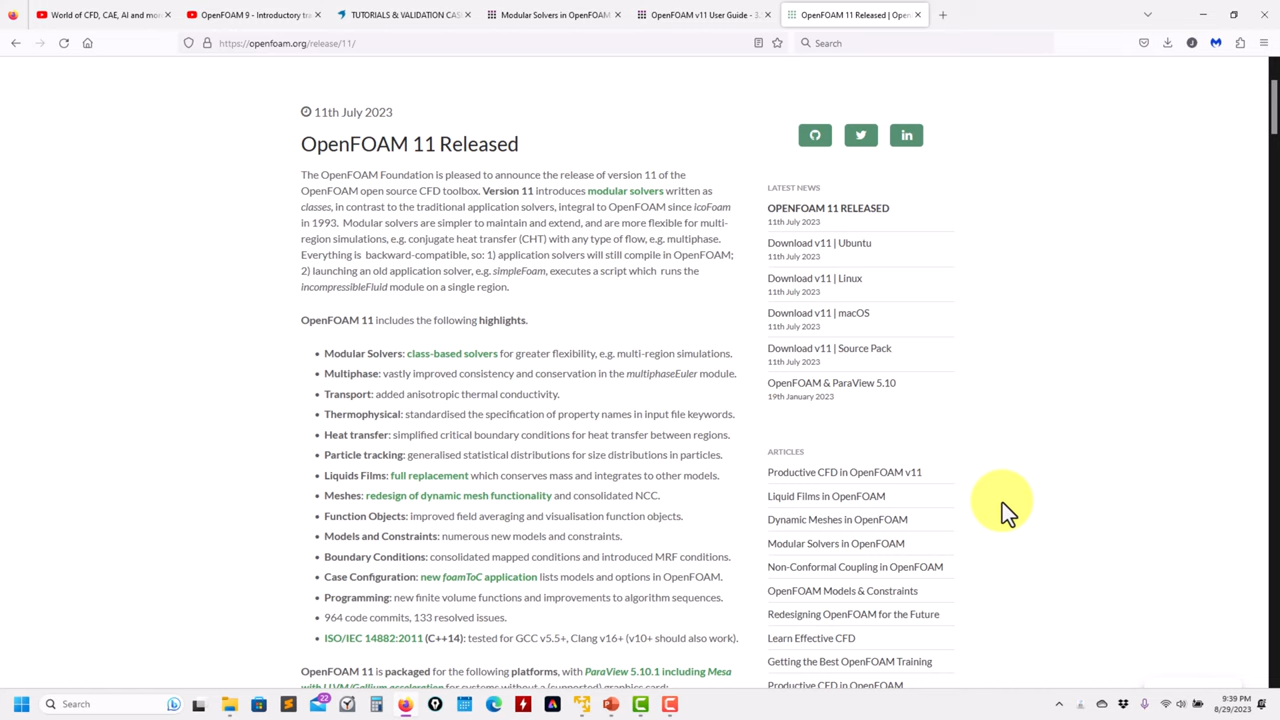 World of CFD, CAE, AI and mor
OpenFOAM 9 - Introductory tra
TUTORIALS & VALIDATION CAS
Modular Solvers in OpenFOAM
OpenFOAM v11 User Guide - 3.
OpenFOAM 11 Released | Open
https://openfoam.org/release/11/
Search
11th July 2023
OpenFOAM 11 Released
The OpenFOAM Foundation is pleased to announce the release of version 11 of the
OpenFOAM open source CFD toolbox. Version 11 introduces modular solvers written as
classes, in contrast to the traditional application solvers, integral to OpenFOAM since icoFoam
in 1993. Modular solvers are simpler to maintain and extend, and are more flexible for multi-
region simulations, e.g. conjugate heat transfer (CHT) with any type of flow, e.g. multiphase.
Everything is backward-compatible, so: 1) application solvers will still compile in OpenFOAM;
2) launching an old application solver, e.g. simpleFoam, executes a script which runs the
incompressibleFluid module on a single region.
OpenFOAM 11 includes the following highlights.
• Modular Solvers: class-based solvers for greater flexibility, e.g. multi-region simulations.
• Multiphase: vastly improved consistency and conservation in the multiphaseEuler module.
• Transport: added anisotropic thermal conductivity.
• Thermophysical: standardised the specification of property names in input file keywords.
• Heat transfer: simplified critical boundary conditions for heat transfer between regions.
• Particle tracking: generalised statistical distributions for size distributions in particles.
• Liquids Films: full replacement which conserves mass and integrates to other models.
• Meshes: redesign of dynamic mesh functionality and consolidated NCC.
• Function Objects: improved field averaging and visualisation function objects.
• Models and Constraints: numerous new models and constraints.
• Boundary Conditions: consolidated mapped conditions and introduced MRF conditions.
• Case Configuration: new foamToC application lists models and options in OpenFOAM.
• Programming: new finite volume functions and improvements to algorithm sequences.
• 964 code commits, 133 resolved issues.
• ISO/IEC 14882:2011 (C++14): tested for GCC v5.5+, Clang v16+ (v10+ should also work).
OpenFOAM 11 is packaged for the following platforms, with ParaView 5.10.1 including Mesa
with LLVM/Gallium acceleration for systems without a (supported) graphics card:
LATEST NEWS
OPENFOAM 11 RELEASED
11th July 2023
Download v11 | Ubuntu
11th July 2023
Download v11 | Linux
11th July 2023
Download v11 | macOS
11th July 2023
Download v11 | Source Pack
11th July 2023
OpenFOAM & ParaView 5.10
19th January 2023
ARTICLES
Productive CFD in OpenFOAM v11
Liquid Films in OpenFOAM
Dynamic Meshes in OpenFOAM
Modular Solvers in OpenFOAM
Non-Conformal Coupling in OpenFOAM
OpenFOAM Models & Constraints
Redesigning OpenFOAM for the Future
Learn Effective CFD
Getting the Best OpenFOAM Training
Productive CFD in OpenFOAM
Search
22
9:39 PM
8/29/2023